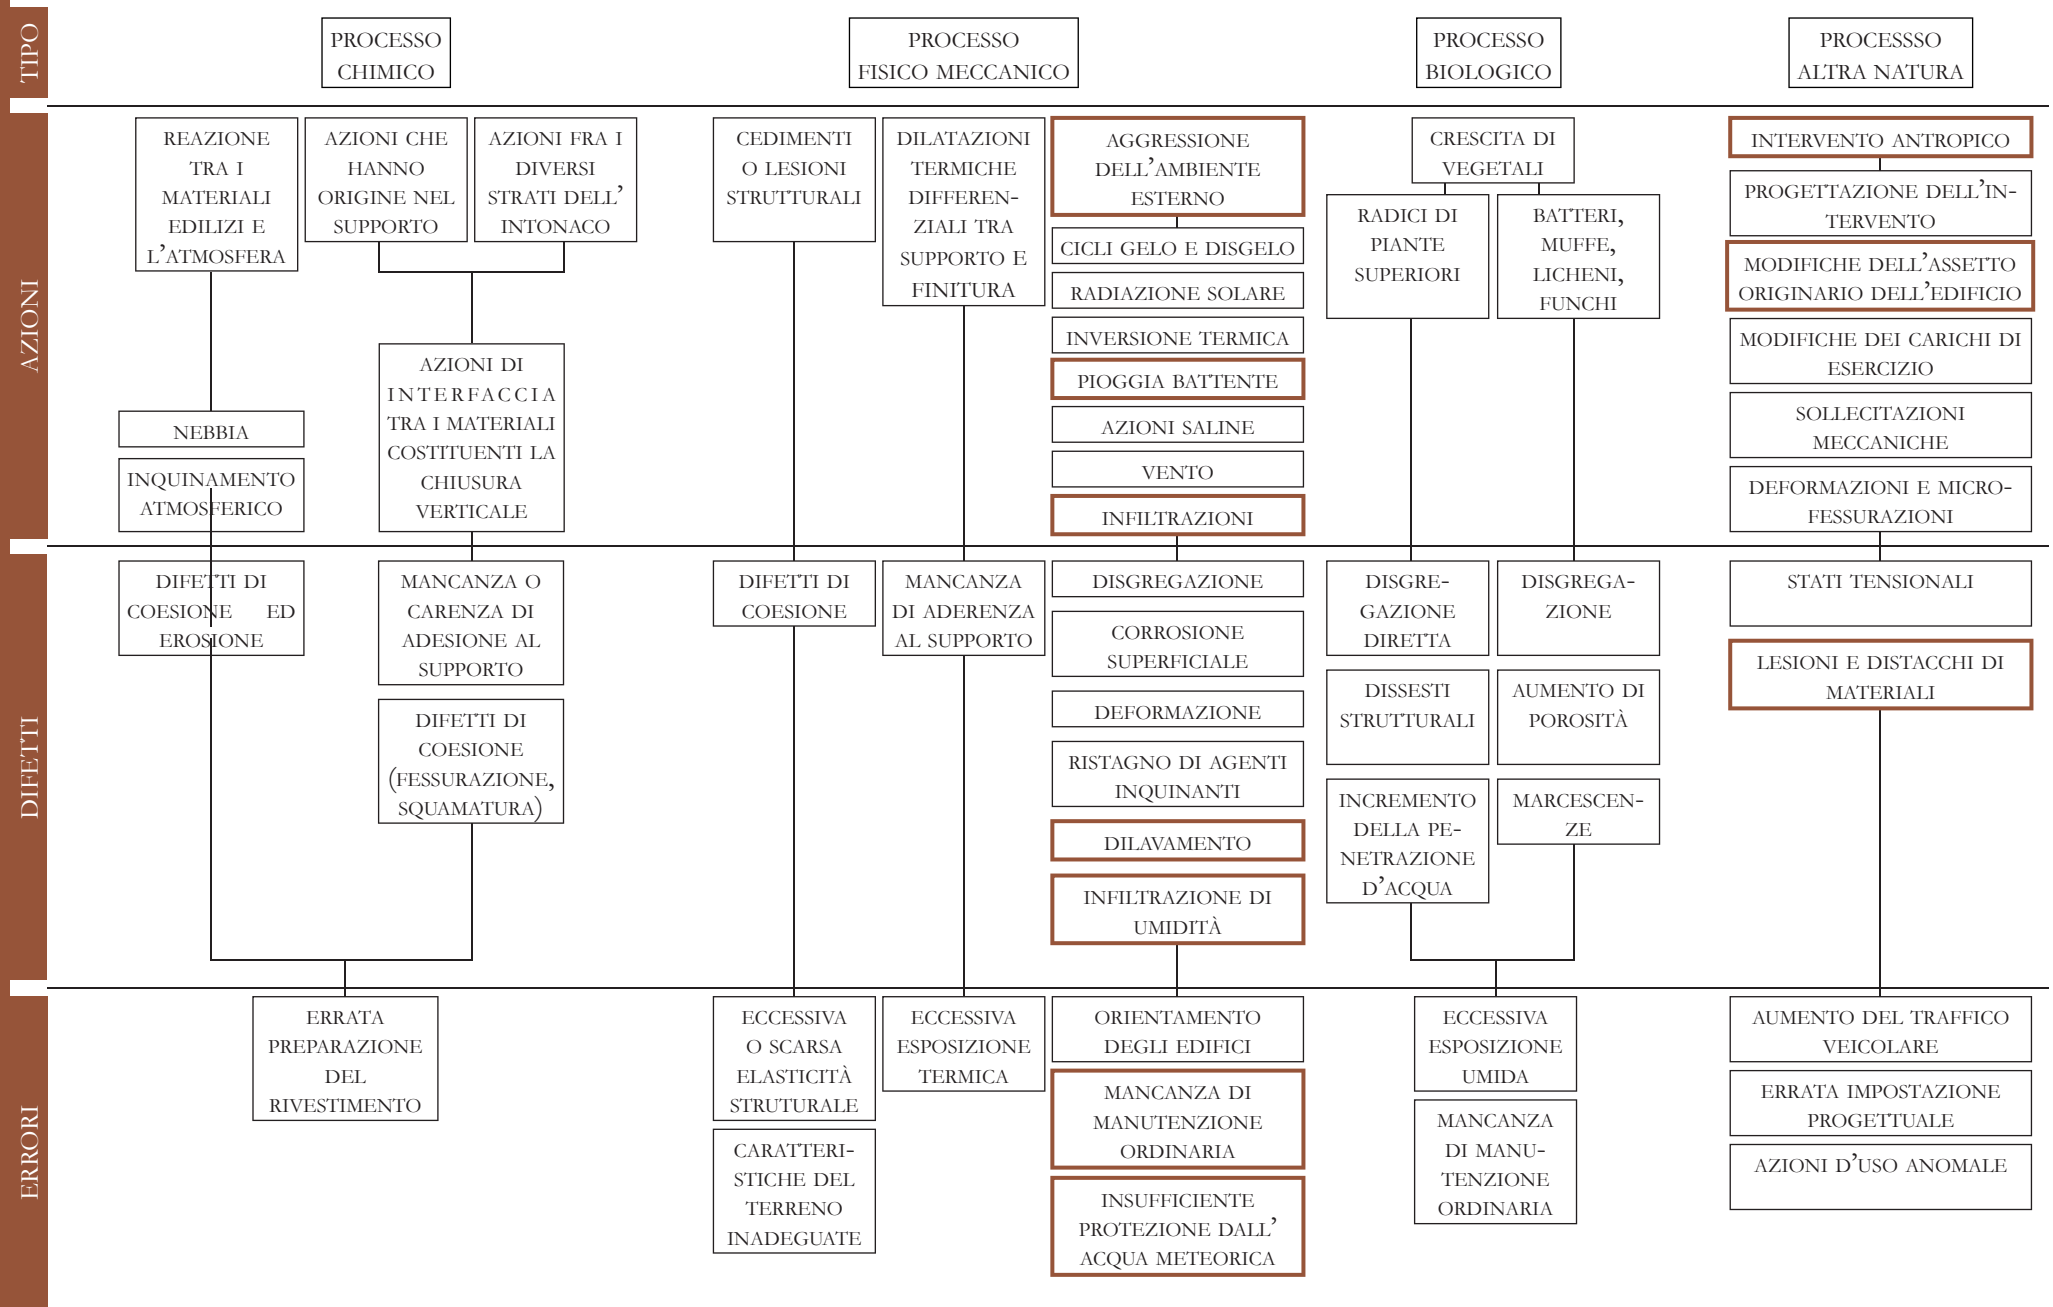 TIPO
PROCESSO
CHIMICO
PROCESSO
FISICO MECCANICO
PROCESSO
BIOLOGICO
PROCESSSO
ALTRA NATURA
AZIONI
REAZIONE
TRA I
MATERIALI
EDILIZI E
L'ATMOSFERA
AZIONI CHE
HANNO
ORIGINE NEL
SUPPORTO
AZIONI FRA I
DIVERSI
STRATI DELL'
INTONACO
NEBBIA
INQUINAMENTO
ATMOSFERICO
AZIONI DI
INTERFACCIA
TRA I MATERIALI
COSTITUENTI LA
CHIUSURA
VERTICALE
CEDIMENTI
O LESIONI
STRUTTURALI
DILATAZIONI
TERMICHE
DIFFEREN-
ZIALI TRA
SUPPORTO E
FINITURA
AGGRESSIONE
DELL'AMBIENTE
ESTERNO
CICLI GELO E DISGELO
RADIAZIONE SOLARE
INVERSIONE TERMICA
PIOGGIA BATTENTE
AZIONI SALINE
VENTO
INFILTRAZIONI
CRESCITA DI
VEGETALI
RADICI DI
PIANTE
SUPERIORI
BATTERI,
MUFFE,
LICHENI,
FUNCHI
INTERVENTO ANTROPICO
PROGETTAZIONE DELL'IN-
TERVENTO
MODIFICHE DELL'ASSETTO
ORIGINARIO DELL'EDIFICIO
MODIFICHE DEI CARICHI DI
ESERCIZIO
SOLLECITAZIONI
MECCANICHE
DEFORMAZIONI E MICRO-
FESSURAZIONI
DIFETTI
DIFETTI DI
COESIONE ED
EROSIONE
MANCANZA O
CARENZA DI
ADESIONE AL
SUPPORTO
DIFETTI DI
COESIONE
(FESSURAZIONE,
SQUAMATURA)
DIFETTI DI
COESIONE
MANCANZA
DI ADERENZA
AL SUPPORTO
DISGREGAZIONE
CORROSIONE
SUPERFICIALE
DEFORMAZIONE
RISTAGNO DI AGENTI
INQUINANTI
DILAVAMENTO
INFILTRAZIONE DI
UMIDITÀ
DISGRE-
GAZIONE
DIRETTA
DISSESTI
STRUTTURALI
INCREMENTO
DELLA PE-
NETRAZIONE
D'ACQUA
DISGREGA-
ZIONE
AUMENTO DI
POROSITÀ
MARCESCEN-
ZE
STATI TENSIONALI
LESIONI E DISTACCHI DI
MATERIALI
ERRORI
ERRATA
PREPARAZIONE
DEL
RIVESTIMENTO
ECCESSIVA
O SCARSA
ELASTICITÀ
STRUTURALE
CARATTERI-
STICHE DEL
TERRENO
INADEGUATE
ECCESSIVA
ESPOSIZIONE
TERMICA
ORIENTAMENTO
DEGLI EDIFICI
MANCANZA DI
MANUTENZIONE
ORDINARIA
INSUFFICIENTE
PROTEZIONE DALL'
ACQUA METEORICA
ECCESSIVA
ESPOSIZIONE
UMIDA
MANCANZA
DI MANU-
TENZIONE
ORDINARIA
AUMENTO DEL TRAFFICO
VEICOLARE
ERRATA IMPOSTAZIONE
PROGETTUALE
AZIONI D'USO ANOMALE